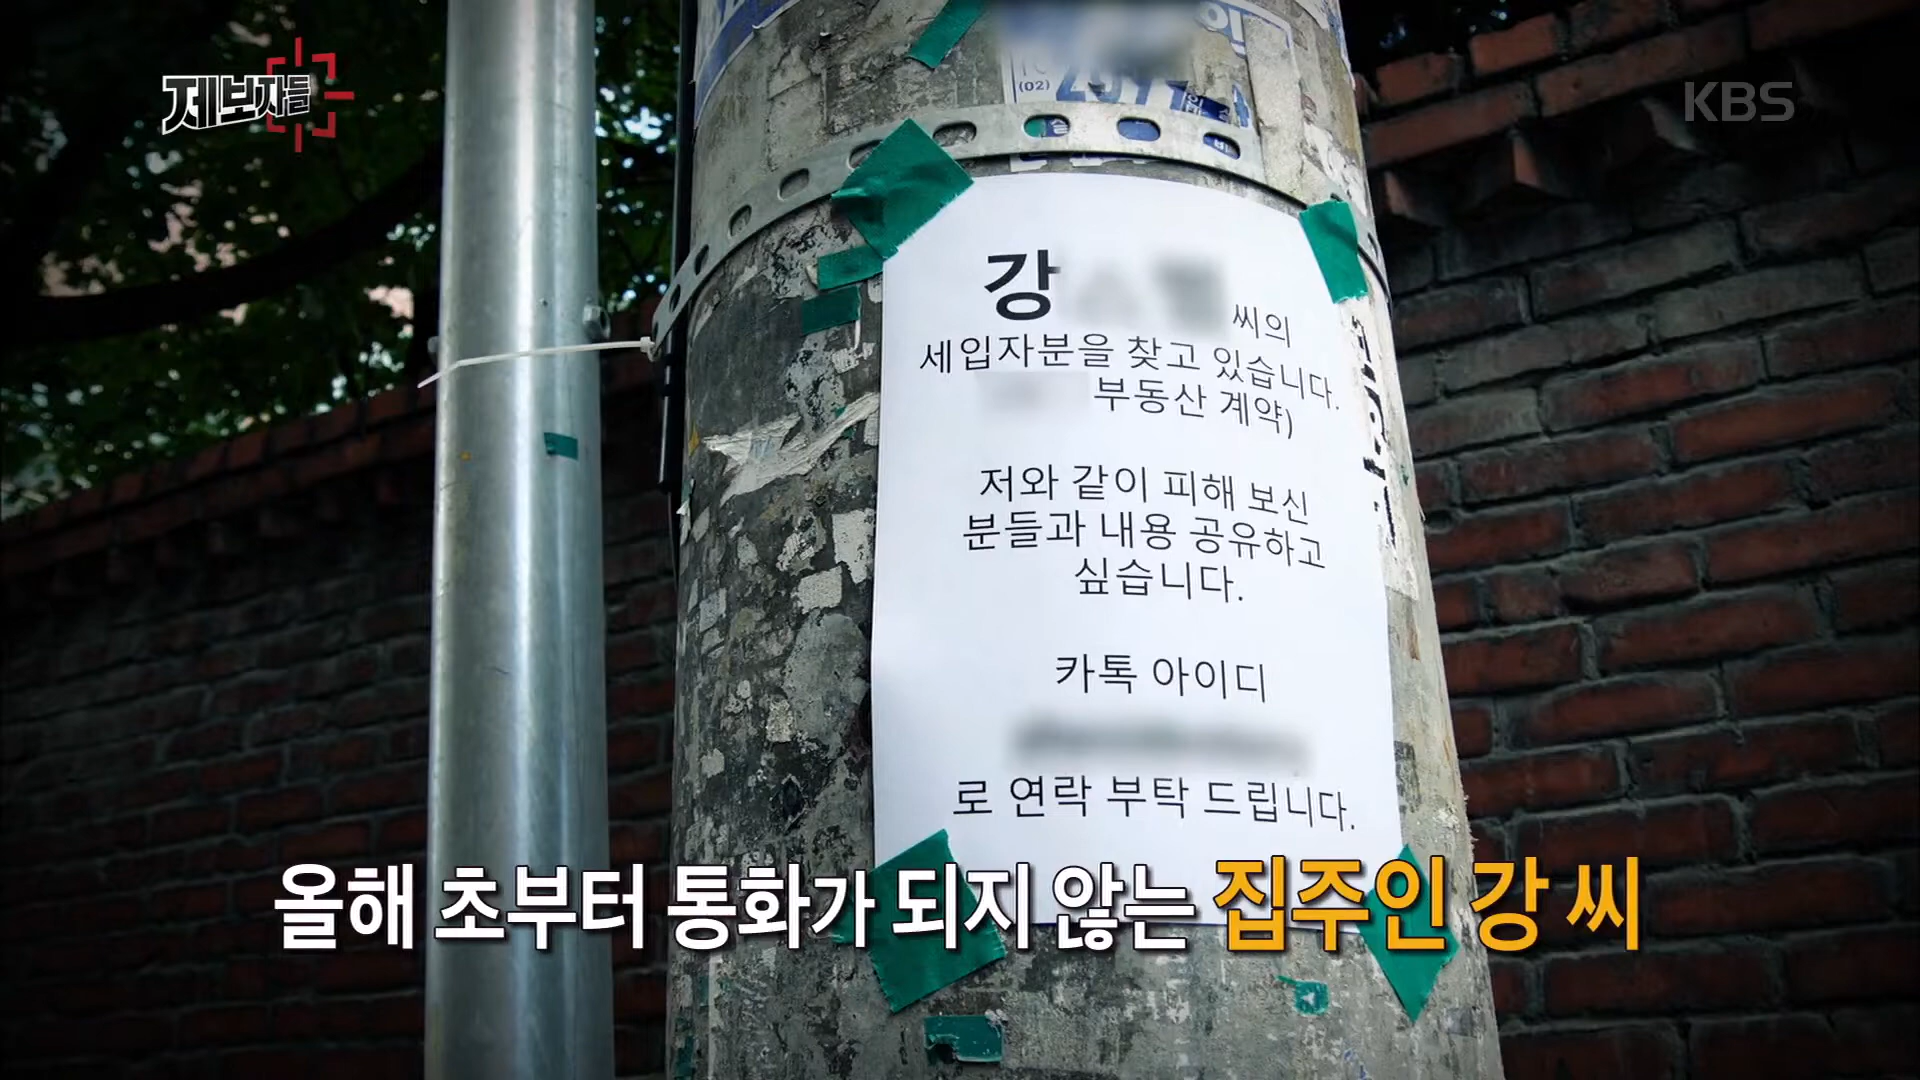 제보자들
KBS
인
(02)
강
씨의
세입자분을 찾고 있습니다.
부동산 계약)
저와 같이 피해 보신
분들과 내용 공유하고
싶습니다.
카톡 아이디
로 연락 부탁 드립니다.
올해 초부터 통화가 되지 않는 집주인 강 씨